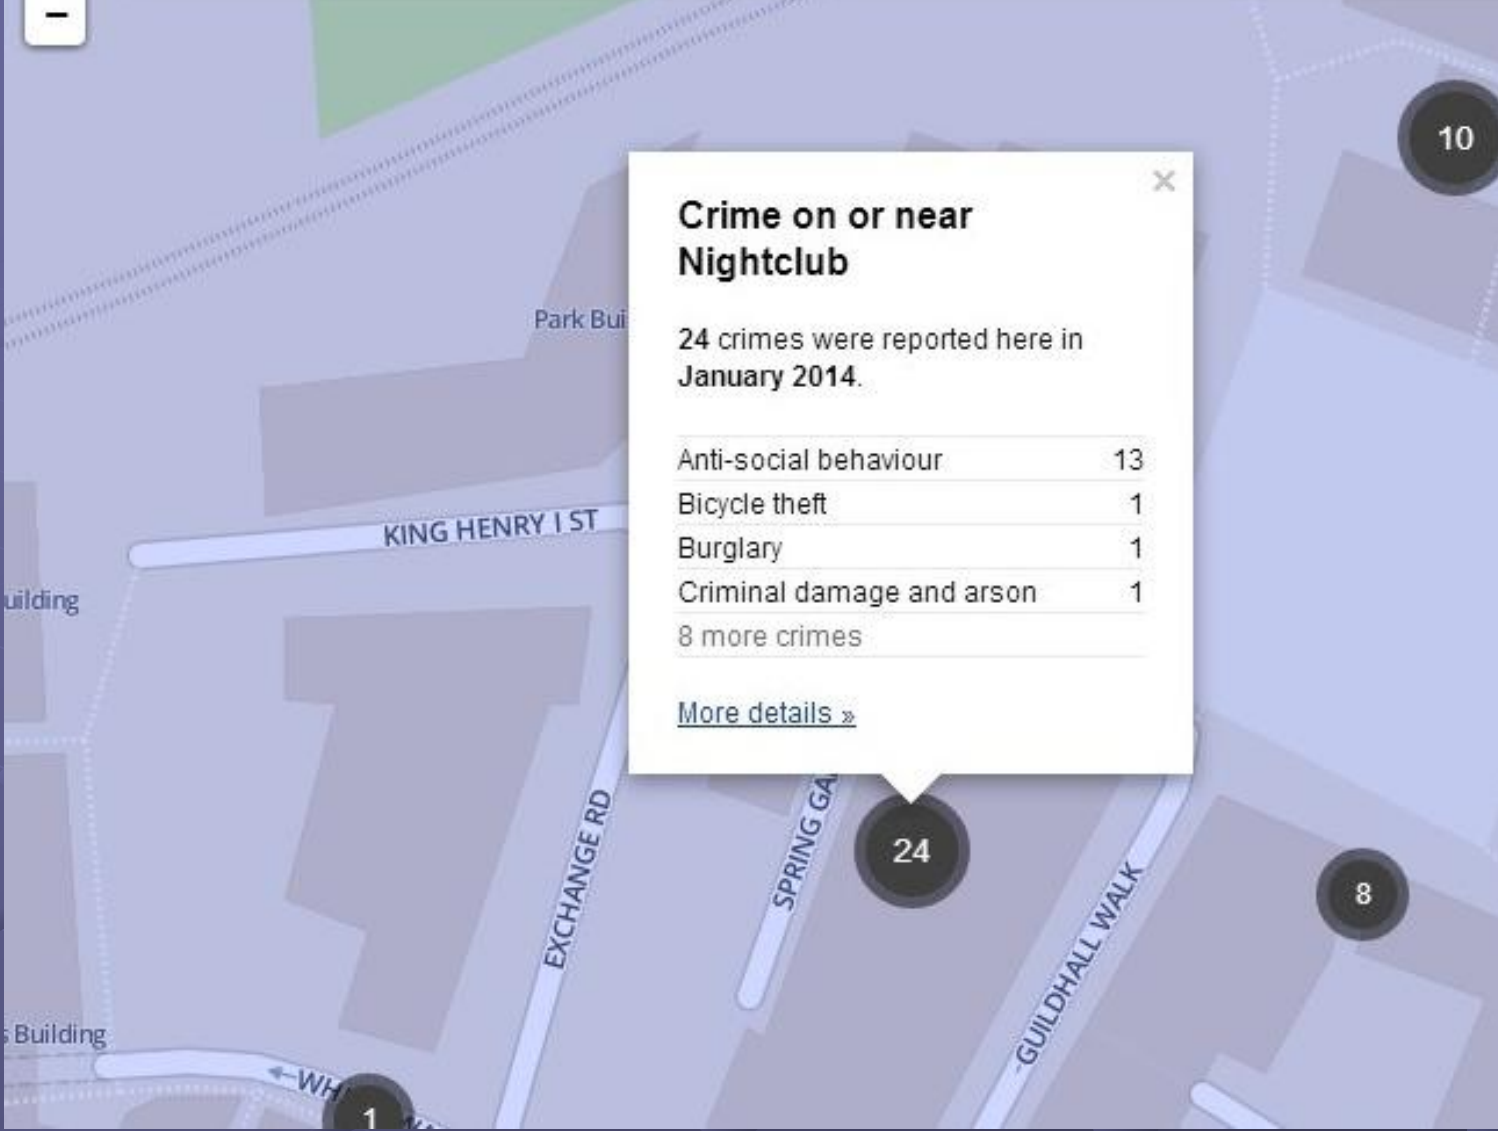 −
10
×
Crime on or near
Nightclub
24 crimes were reported here in
January 2014.
Park Bui
Anti-social behaviour 13
Bicycle theft 1
Burglary 1
Criminal damage and arson 1
8 more crimes
More details »
KING HENRY I ST
uilding
EXCHANGE RD
SPRING GA
24
8
GUILDHALL WALK
s Building
WH
1